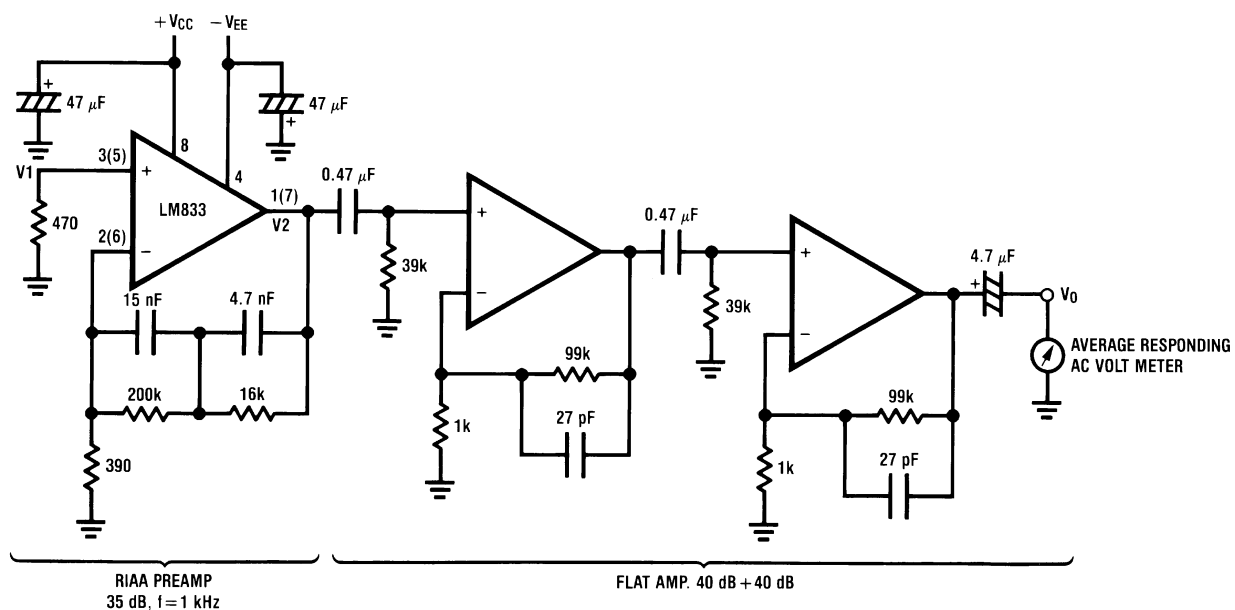 +VCC
−VEE
+
47 μF
47 μF
+
8
3(5)
V1
+
4
0.47 μF
LM833
1(7)
V2
470
2(6)
−
+
39k
−
0.47 μF
+
39k
−
4.7 μF
+
VO
AVERAGE RESPONDING
AC VOLT METER
15 nF
4.7 nF
200k
16k
390
99k
1k
27 pF
99k
1k
27 pF
RIAA PREAMP
35 dB, f=1 kHz
FLAT AMP. 40 dB+40 dB